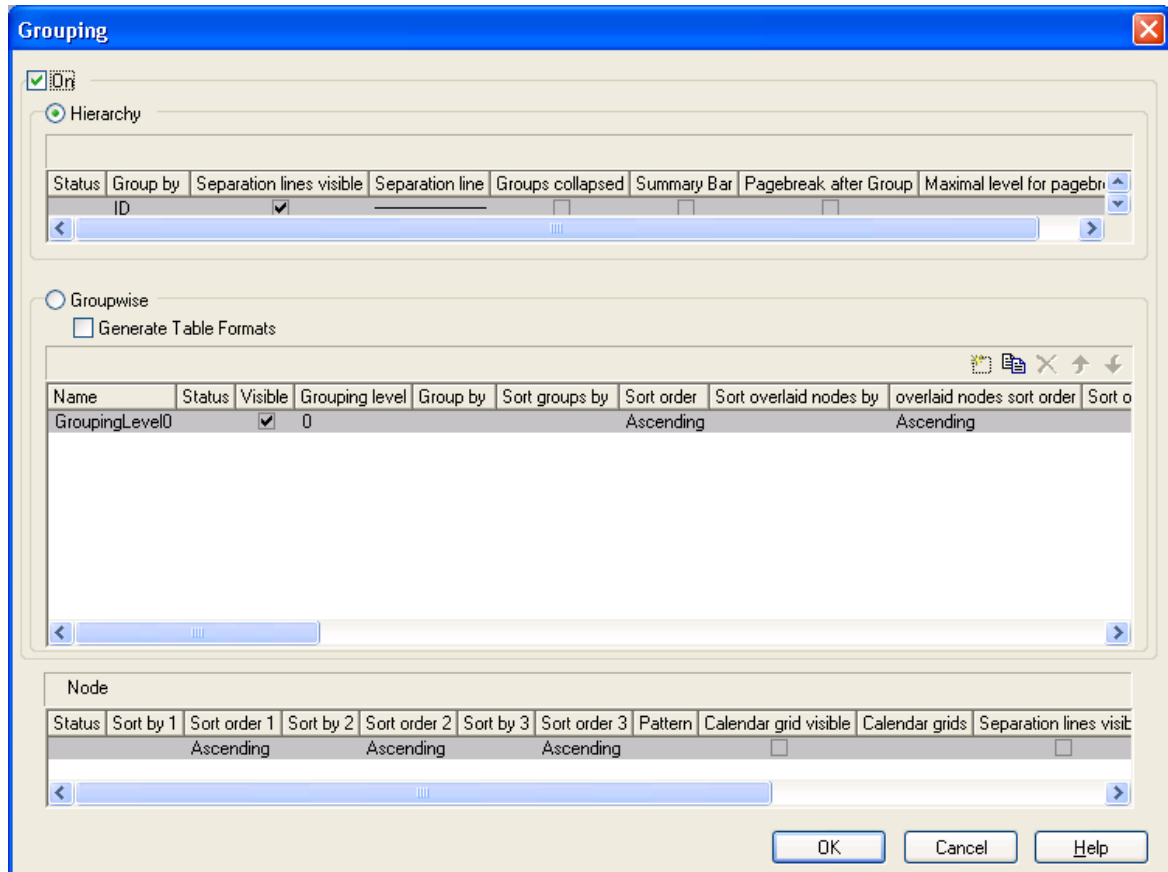 Grouping
On
Hierarchy
Status Group by Separation lines visible Separation line Groups collapsed Summary Bar Pagebreak after Group Maximal level for pagebr
ID
Groupwise
Generate Table Formats
Name Status Visible Grouping level Group by Sort groups by Sort order Sort overlaid nodes by overlaid nodes sort order Sort o
GroupingLevel0 0 Ascending Ascending
Node
Status Sort by 1 Sort order 1 Sort by 2 Sort order 2 Sort by 3 Sort order 3 Pattern Calendar grid visible Calendar grids Separation lines visib
Ascending Ascending Ascending
OK Cancel Help